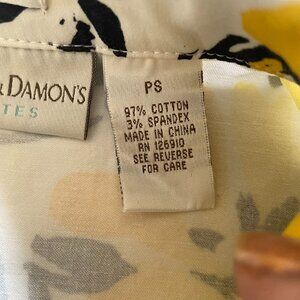 & DAMON'S
TES
PS
97% COTTON
3% SPANDEX
MADE IN CHINA
RN 126910
SEE REVERSE
FOR CARE